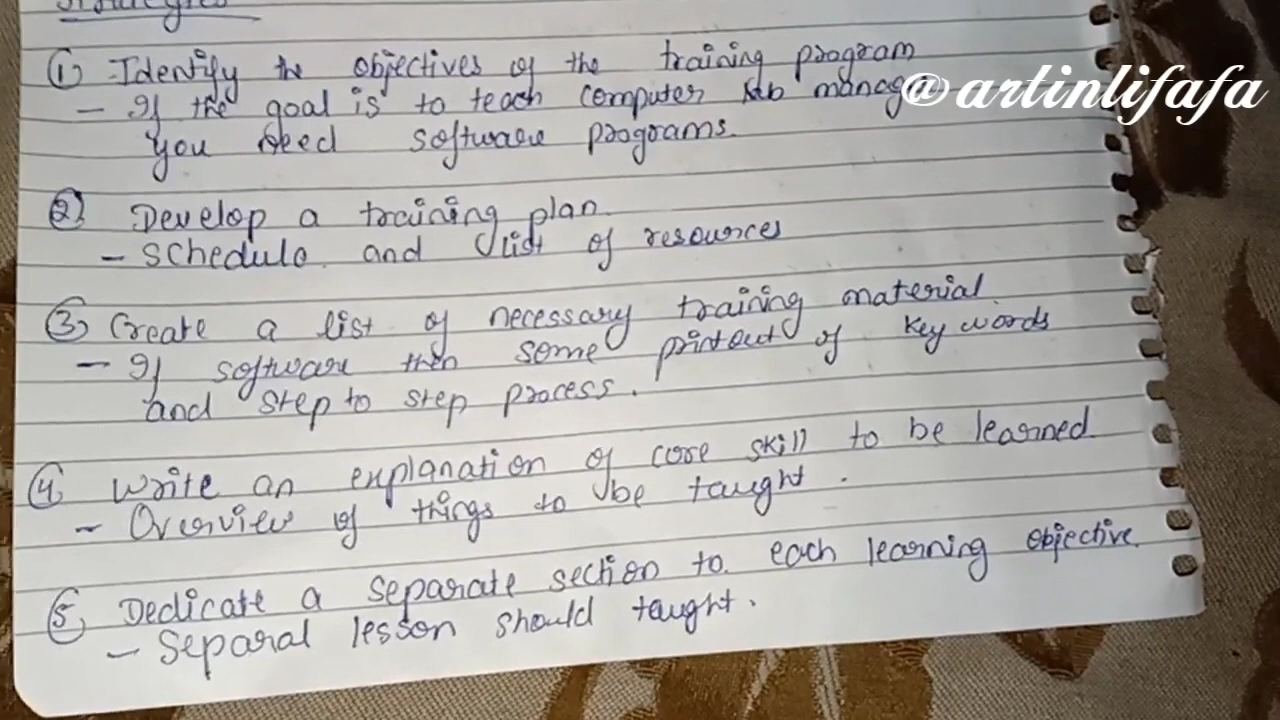 Strategies
① Identify the objectives of the training program
- If the goal is to teach computer lab manag
@artinlifafa
you need software programs.
② Develop a training plan.
- Schedule and list of resources
③ Create a list of necessary training material.
- If software then some printout of key words
and step to step process.
④ Write an explanation of core skill to be learned
- Overview of things to be taught.
⑤ Dedicate a separate section to each learning objective.
- Separal lesson should taught.